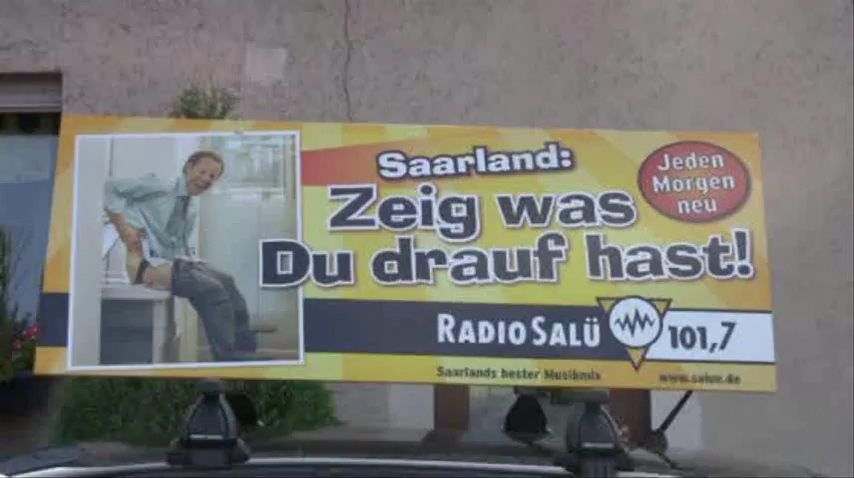 Saarland:
Zeig was
Du drauf hast!
Jeden
Morgen
neu
RADIO SALÜ
101,7
Saarlands bester Musikmix
www.salue.de